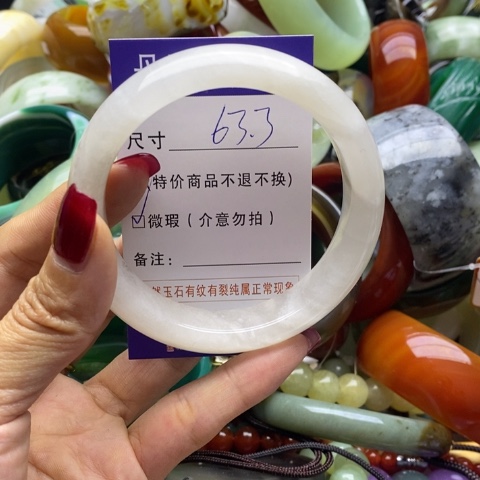 尺寸 63.3
(特价商品不退不换)
☑微瑕(介意勿拍)
备注:
然玉石有纹有裂纯属正常现象